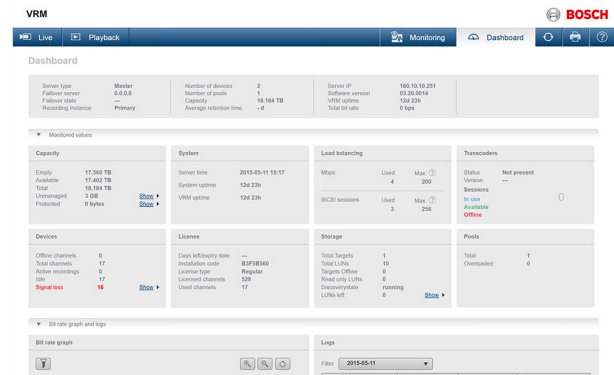 VRM
BOSCH
Live Playback Monitoring Dashboard
Dashboard
Server type Master Number of devices 2 Server IP 160.10.10.251
Failover server 0.0.0.0 Number of pools 1 Software version 03.20.0014
Failover state --- Capacity 18.184 TB VRM uptime 12d 23h
Recording Instance Primary Average retention time - d Total bit rate 0 bps
Monitored values
Capacity
Empty 17.560 TB
Available 17.402 TB
Total 18.184 TB
Unmanaged 3 GB Show
Protected 0 bytes Show
System
Server time 2015-05-11 15:17
System uptime 12d 23h
VRM uptime 12d 23h
Load balancing
Mbps Used Max.
4 200
iSCSI sessions Used Max.
3 256
Transcoders
Status Not present
Version ---
Sessions
In use
Available
Offline
0
Devices
Offline channels 0
Total channels 17
Active recordings 0
Idle 17
Signal loss 16 Show
License
Days left/expiry date ---
Installation code B3F5B560
License type Regular
Licensed channels 528
Used channels 17
Storage
Total Targets 1
Total LUNs 10
Targets Offline 0
Read only LUNs 0
Discoverystate running
LUNs left 0 Show
Pools
Total 1
Overloaded 0
Bit rate graph and logs
Bit rate graph
Logs
Filter 2015-05-11